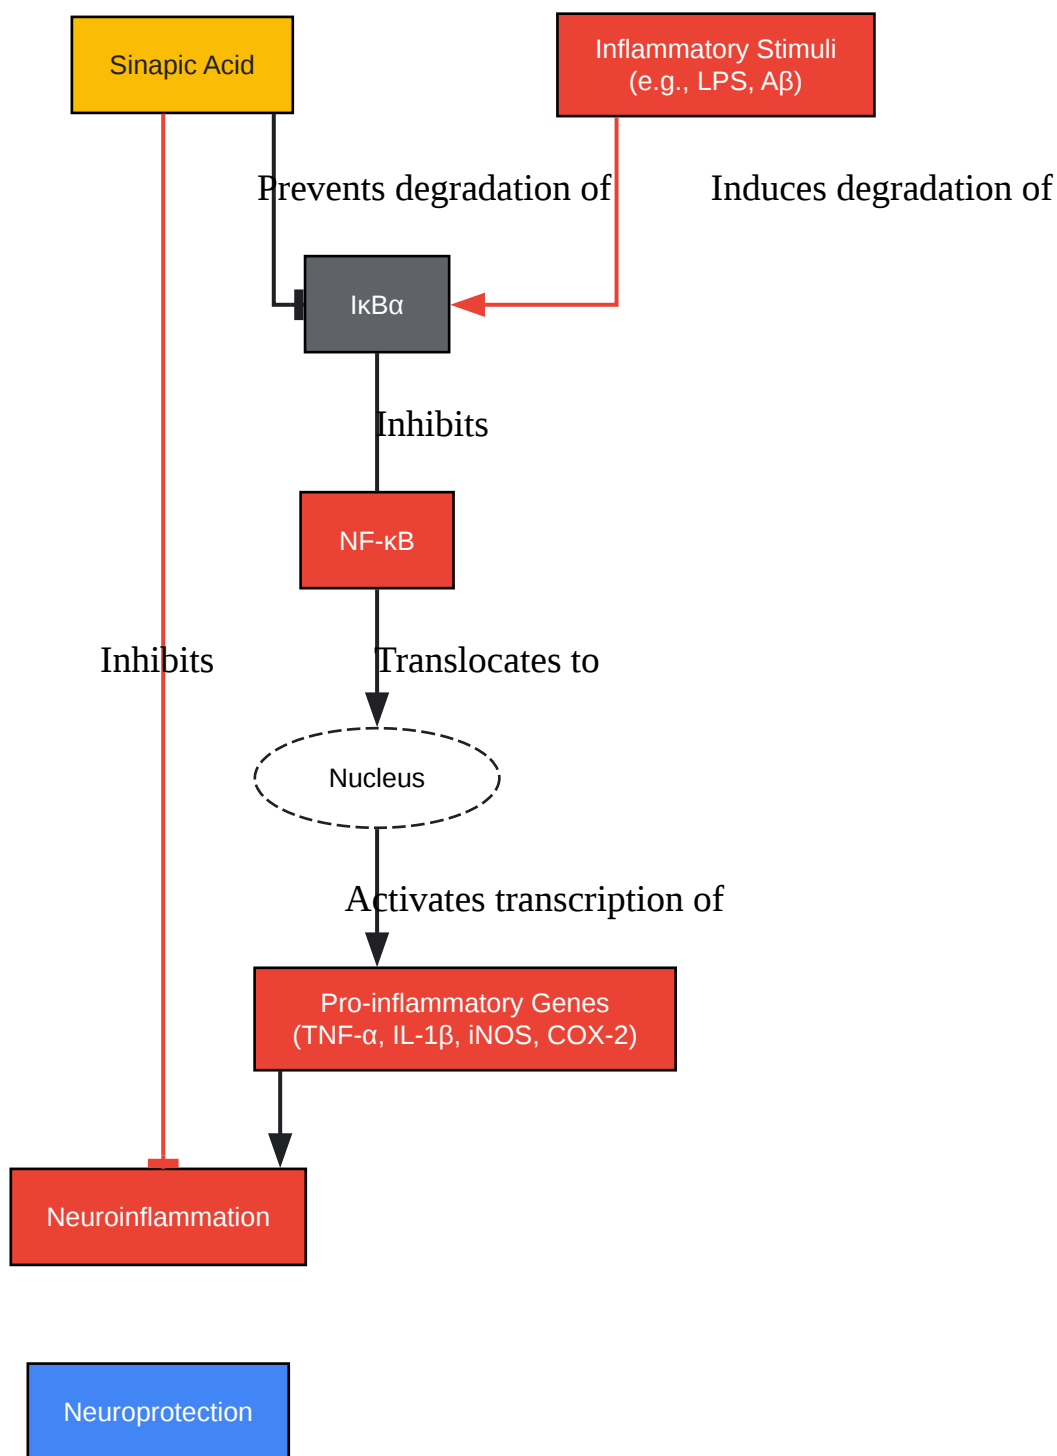 Sinapic Acid
Inflammatory Stimuli
(e.g., LPS, Aβ)
Prevents degradation of
Induces degradation of
IκBα
Inhibits
NF-κB
Inhibits
Translocates to
Nucleus
Activates transcription of
Pro-inflammatory Genes
(TNF-α, IL-1β, iNOS, COX-2)
Neuroinflammation
Neuroprotection